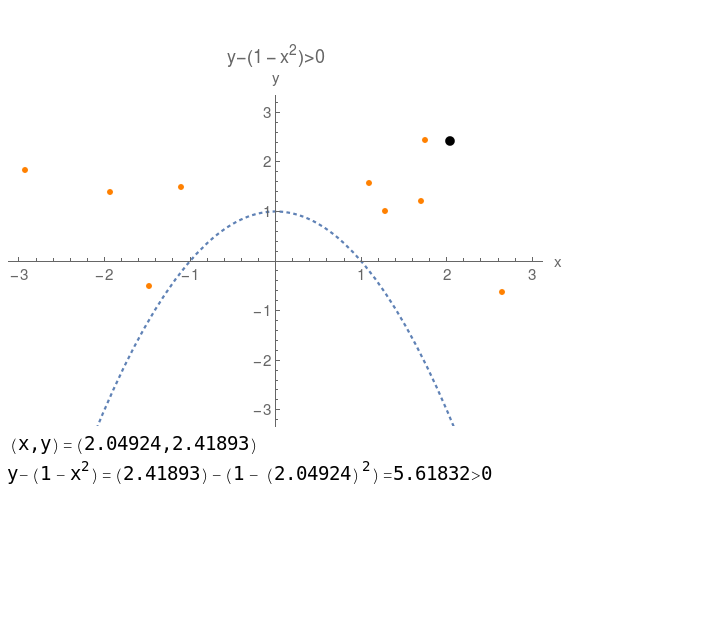 y−(1−x²)>0
y
3
2
1
−3 −2 −1 1 2 3 x
−1
−2
−3
(x,y)=(2.04924,2.41893)
y−(1−x²)=(2.41893)−(1−(2.04924)²)=5.61832>0